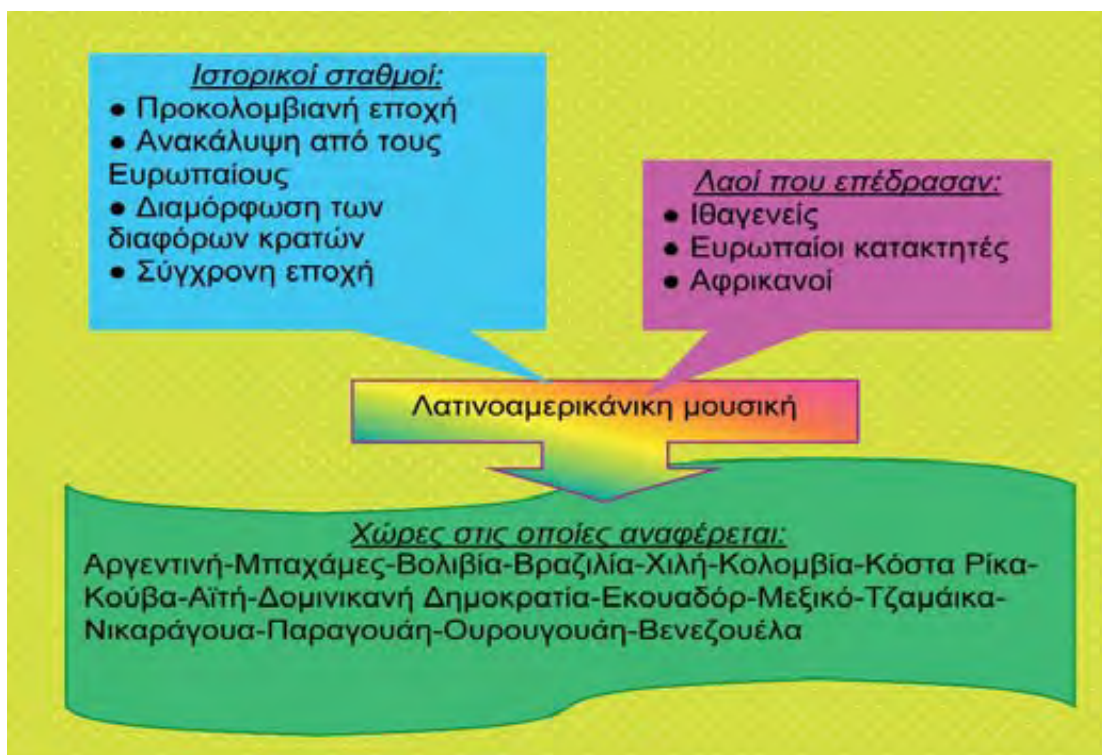 Ιστορικοί σταθμοί:
● Προκολομβιανή εποχή
● Ανακάλυψη από τους
Ευρωπαίους
● Διαμόρφωση των
διαφόρων κρατών
● Σύγχρονη εποχή
Λαοί που επέδρασαν:
● Ιθαγενείς
● Ευρωπαίοι κατακτητές
● Αφρικανοί
Λατινοαμερικάνικη μουσική
Χώρες στις οποίες αναφέρεται:
Αργεντινή-Μπαχάμες-Βολιβία-Βραζιλία-Χιλή-Κολομβία-Κόστα Ρίκα-
Κούβα-Αϊτή-Δομινικανή Δημοκρατία-Εκουαδόρ-Μεξικό-Τζαμάικα-
Νικαράγουα-Παραγουάη-Ουρουγουάη-Βενεζουέλα